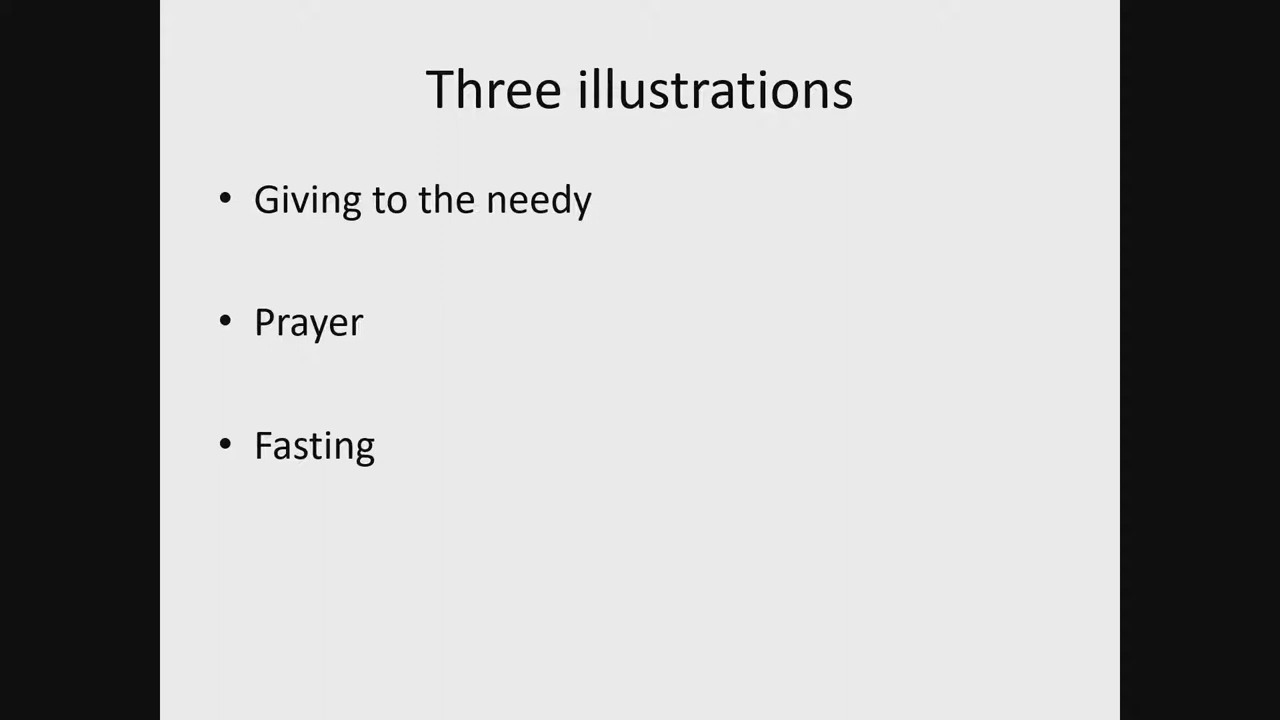 Three illustrations
• Giving to the needy
• Prayer
• Fasting